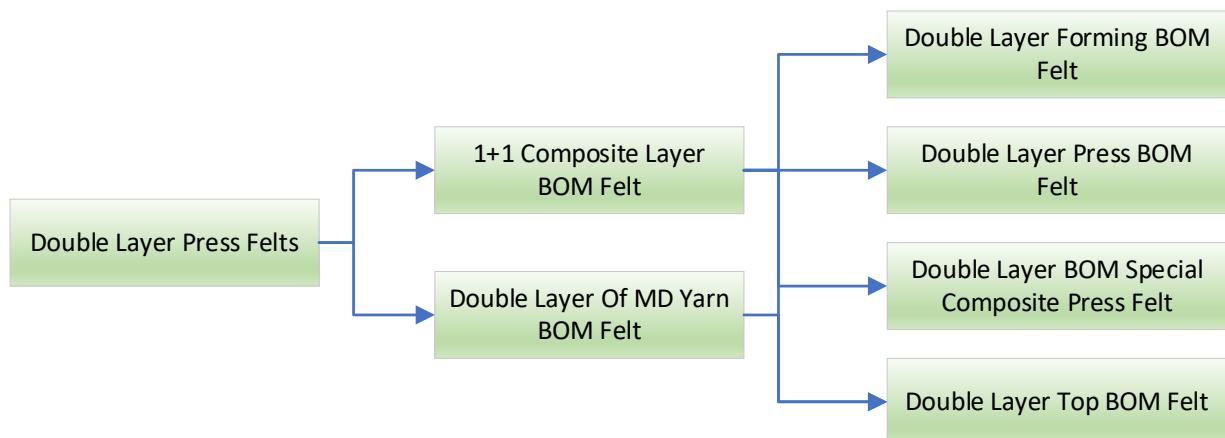 Double Layer Press Felts
1+1 Composite Layer
BOM Felt
Double Layer Of MD Yarn
BOM Felt
Double Layer Forming BOM
Felt
Double Layer Press BOM
Felt
Double Layer BOM Special
Composite Press Felt
Double Layer Top BOM Felt